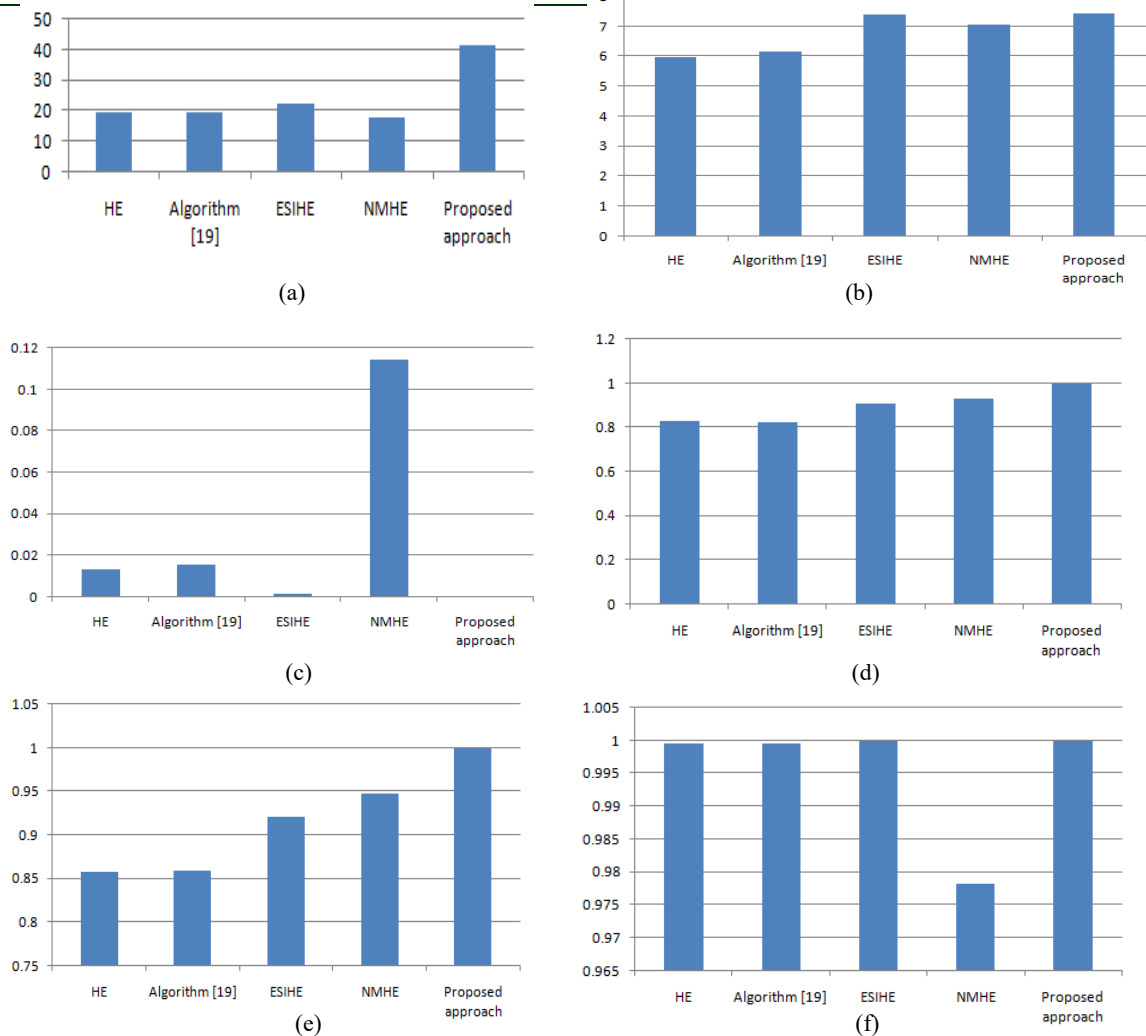 50
40
30
20
10
0
HE
Algorithm
[19]
ESIHE
NMHE
Proposed
approach
(a)
7
6
5
4
3
2
1
0
HE
Algorithm [19]
ESIHE
NMHE
Proposed
approach
(b)
0.12
0.1
0.08
0.06
0.04
0.02
0
HE
Algorithm [19]
ESIHE
NMHE
Proposed
approach
(c)
1.2
1
0.8
0.6
0.4
0.2
0
HE
Algorithm [19]
ESIHE
NMHE
Proposed
approach
(d)
1.05
1
0.95
0.9
0.85
0.8
0.75
HE
Algorithm [19]
ESIHE
NMHE
Proposed
approach
(e)
1.005
1
0.995
0.99
0.985
0.98
0.975
0.97
0.965
HE
Algorithm [19]
ESIHE
NMHE
Proposed
approach
(f)